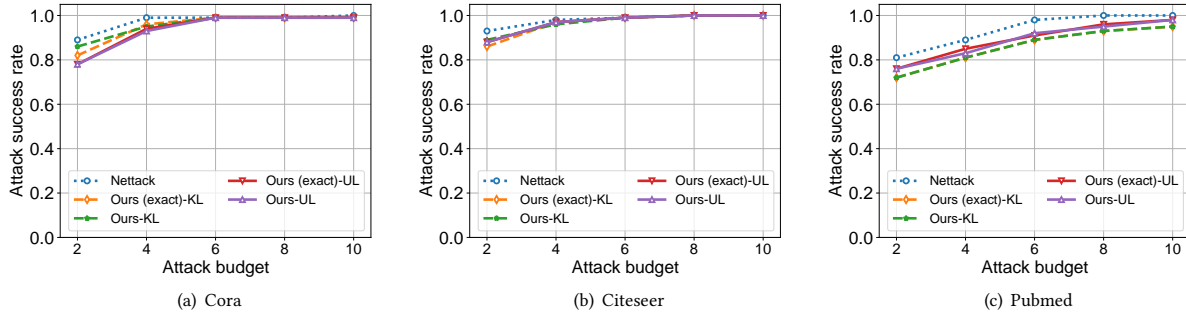 Attack success rate
1.0
0.8
0.6
0.4
0.2
0.0
Nettack
Ours (exact)-KL
Ours-KL
Ours (exact)-UL
Ours-UL
2 4 6 8 10
Attack budget
(a) Cora
Attack success rate
1.0
0.8
0.6
0.4
0.2
0.0
Nettack
Ours (exact)-KL
Ours-KL
Ours (exact)-UL
Ours-UL
2 4 6 8 10
Attack budget
(b) Citeseer
Attack success rate
1.0
0.8
0.6
0.4
0.2
0.0
Nettack
Ours (exact)-KL
Ours-KL
Ours (exact)-UL
Ours-UL
2 4 6 8 10
Attack budget
(c) Pubmed